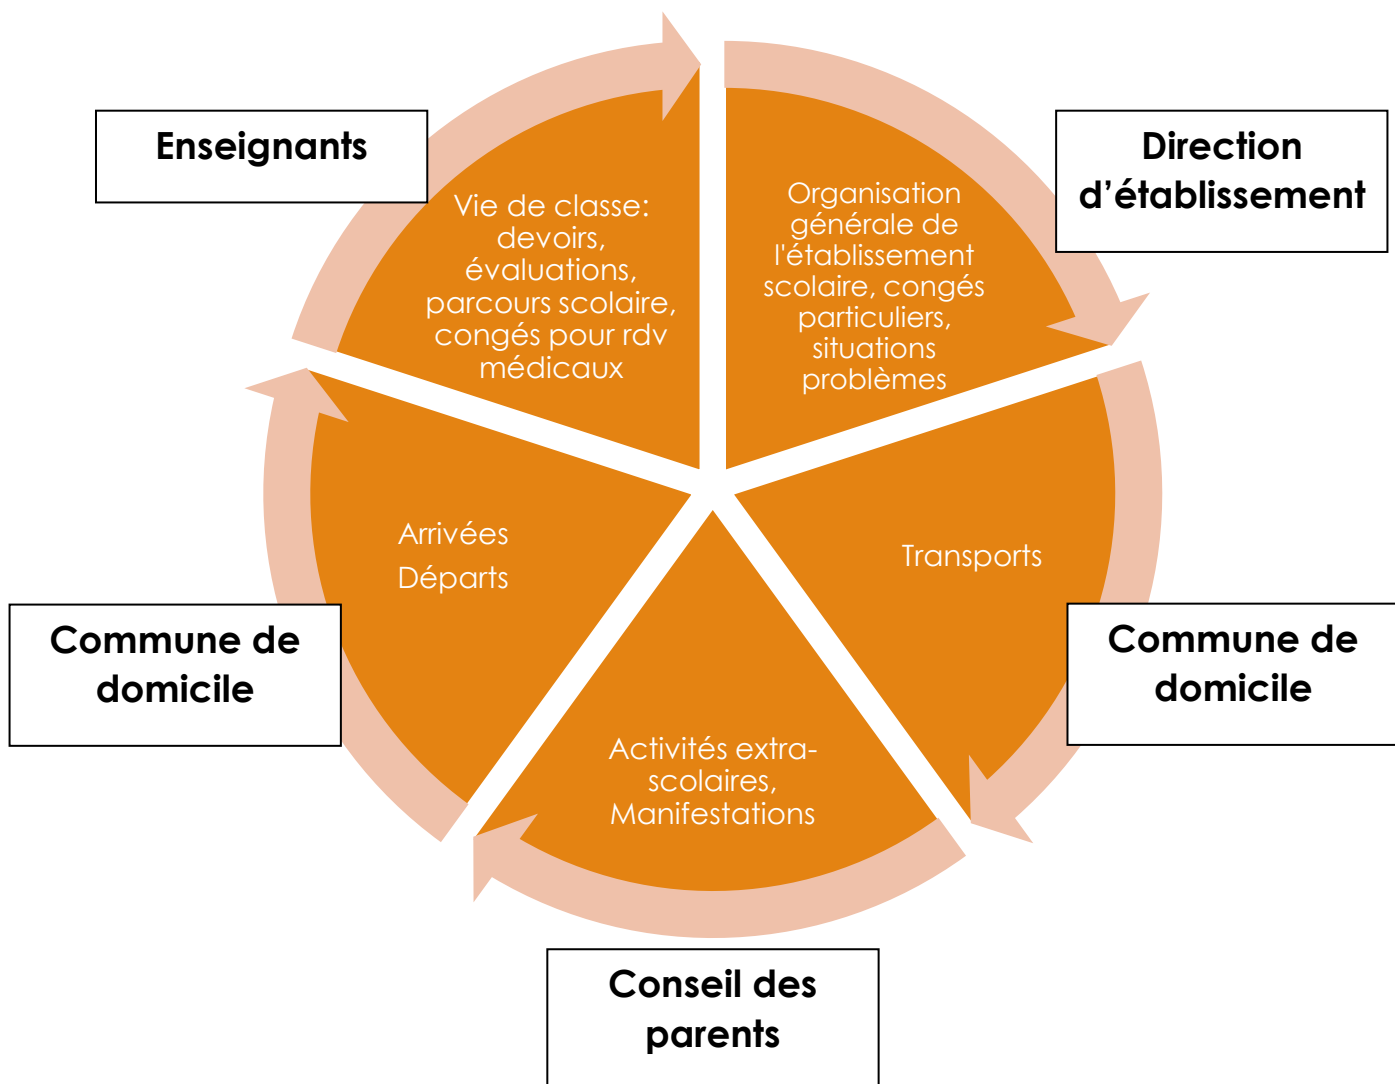 Enseignants
Direction
d'établissement
Vie de classe:
devoirs,
évaluations,
parcours scolaire,
congés pour rdv
médicaux
Organisation
générale de
l'établissement
scolaire, congés
particuliers,
situations
problèmes
Arrivées
Départs
Transports
Commune de
domicile
Commune de
domicile
Activités extra-
scolaires,
Manifestations
Conseil des
parents